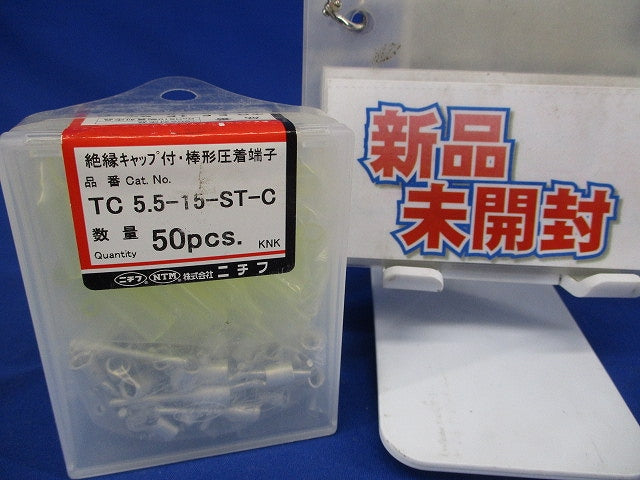 絶縁キャップ付・棒形圧着端子
品番 Cat. No.
TC 5.5-15-ST-C
数量 50pcs. KNK
Quantity
ニチフ NTM 株式会社 ニチフ
新品
未開封